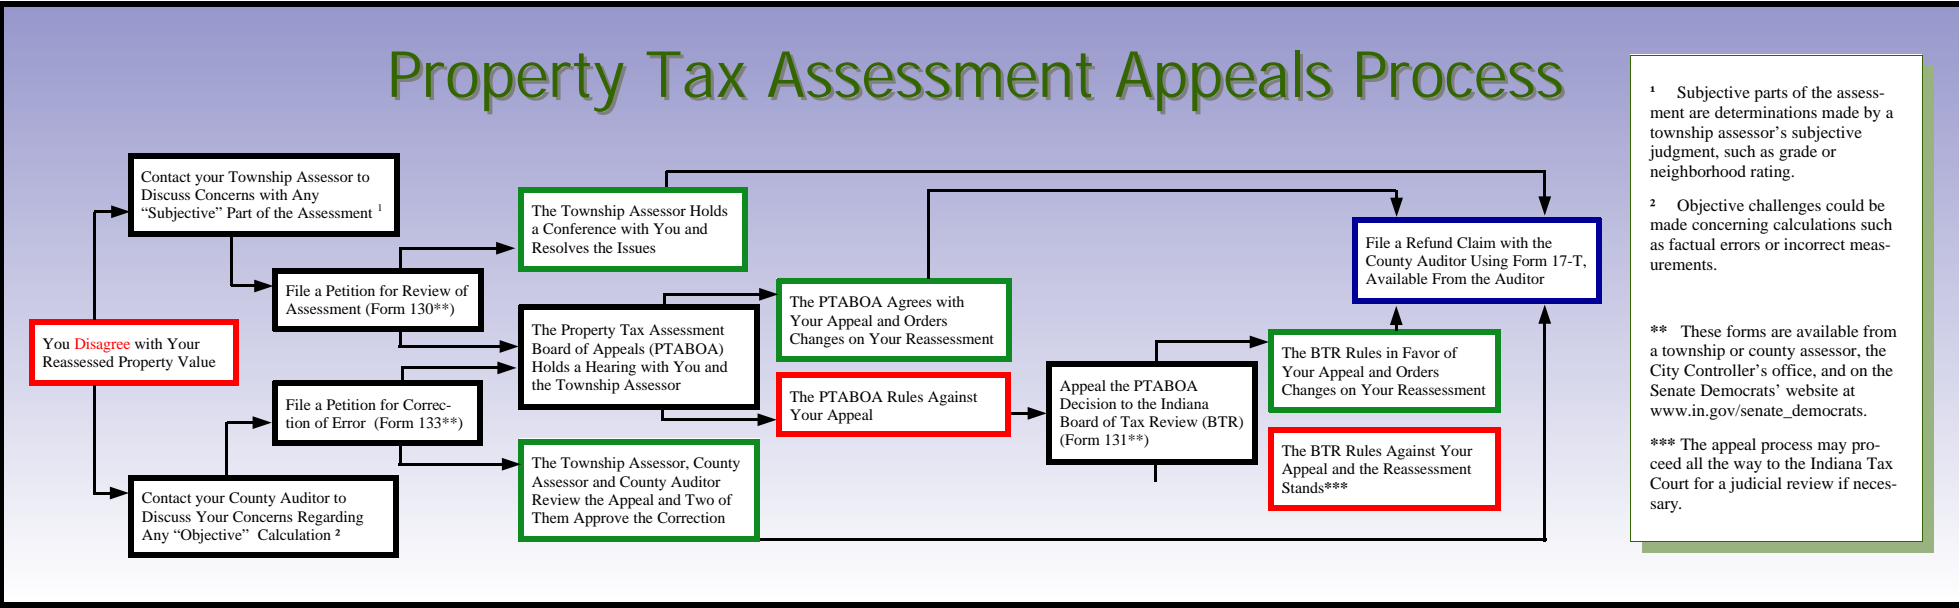 Property Tax Assessment Appeals Process
Contact your Township Assessor to
Discuss Concerns with Any
“Subjective” Part of the Assessment ¹
File a Petition for Review of
Assessment (Form 130**)
You Disagree with Your
Reassessed Property Value
File a Petition for Correc-
tion of Error (Form 133**)
Contact your County Auditor to
Discuss Your Concerns Regarding
Any “Objective” Calculation ²
The Township Assessor Holds
a Conference with You and
Resolves the Issues
The Property Tax Assessment
Board of Appeals (PTABOA)
Holds a Hearing with You and
the Township Assessor
The Township Assessor, County
Assessor and County Auditor
Review the Appeal and Two of
Them Approve the Correction
The PTABOA Agrees with
Your Appeal and Orders
Changes on Your Reassessment
The PTABOA Rules Against
Your Appeal
Appeal the PTABOA
Decision to the Indiana
Board of Tax Review (BTR)
(Form 131**)
File a Refund Claim with the
County Auditor Using Form 17-T,
Available From the Auditor
The BTR Rules in Favor of
Your Appeal and Orders
Changes on Your Reassessment
The BTR Rules Against Your
Appeal and the Reassessment
Stands***
¹ Subjective parts of the assess-
ment are determinations made by a
township assessor’s subjective
judgment, such as grade or
neighborhood rating.
² Objective challenges could be
made concerning calculations such
as factual errors or incorrect meas-
urements.
** These forms are available from
a township or county assessor, the
City Controller’s office, and on the
Senate Democrats’ website at
www.in.gov/senate_democrats.
*** The appeal process may pro-
ceed all the way to the Indiana Tax
Court for a judicial review if neces-
sary.